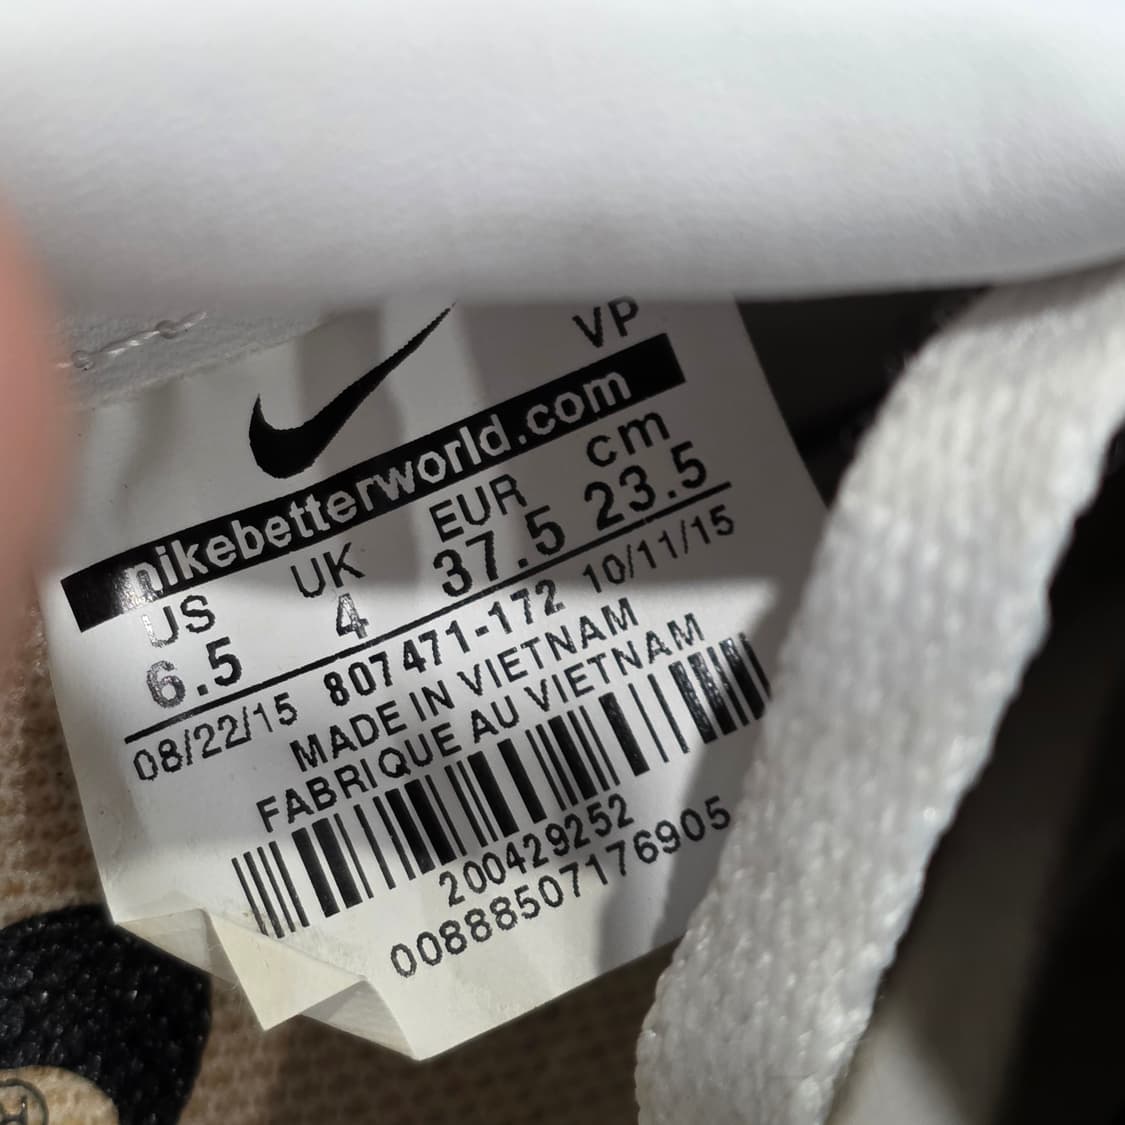 VP
nikebetterworld.com
US UK EUR cm
6.5 4 37.5 23.5
08/22/15 807471-172 10/11/15
MADE IN VIETNAM
FABRIQUE AU VIETNAM
200429252
00888507176905